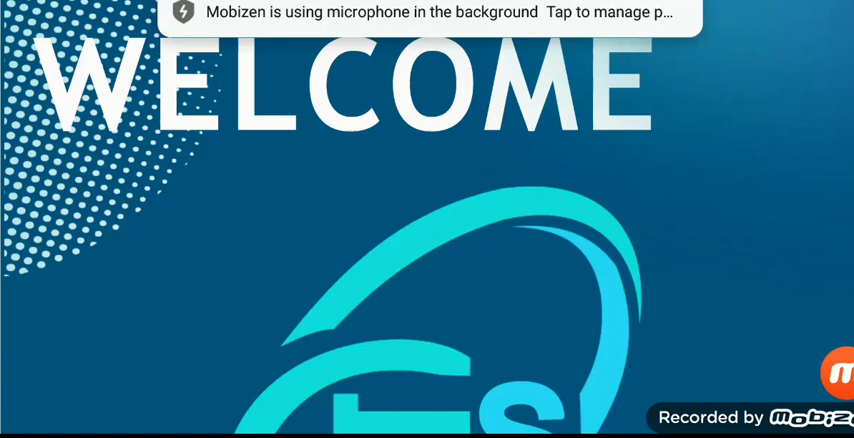 Mobizen is using microphone in the background Tap to manage p...
WELCOME
Recorded by